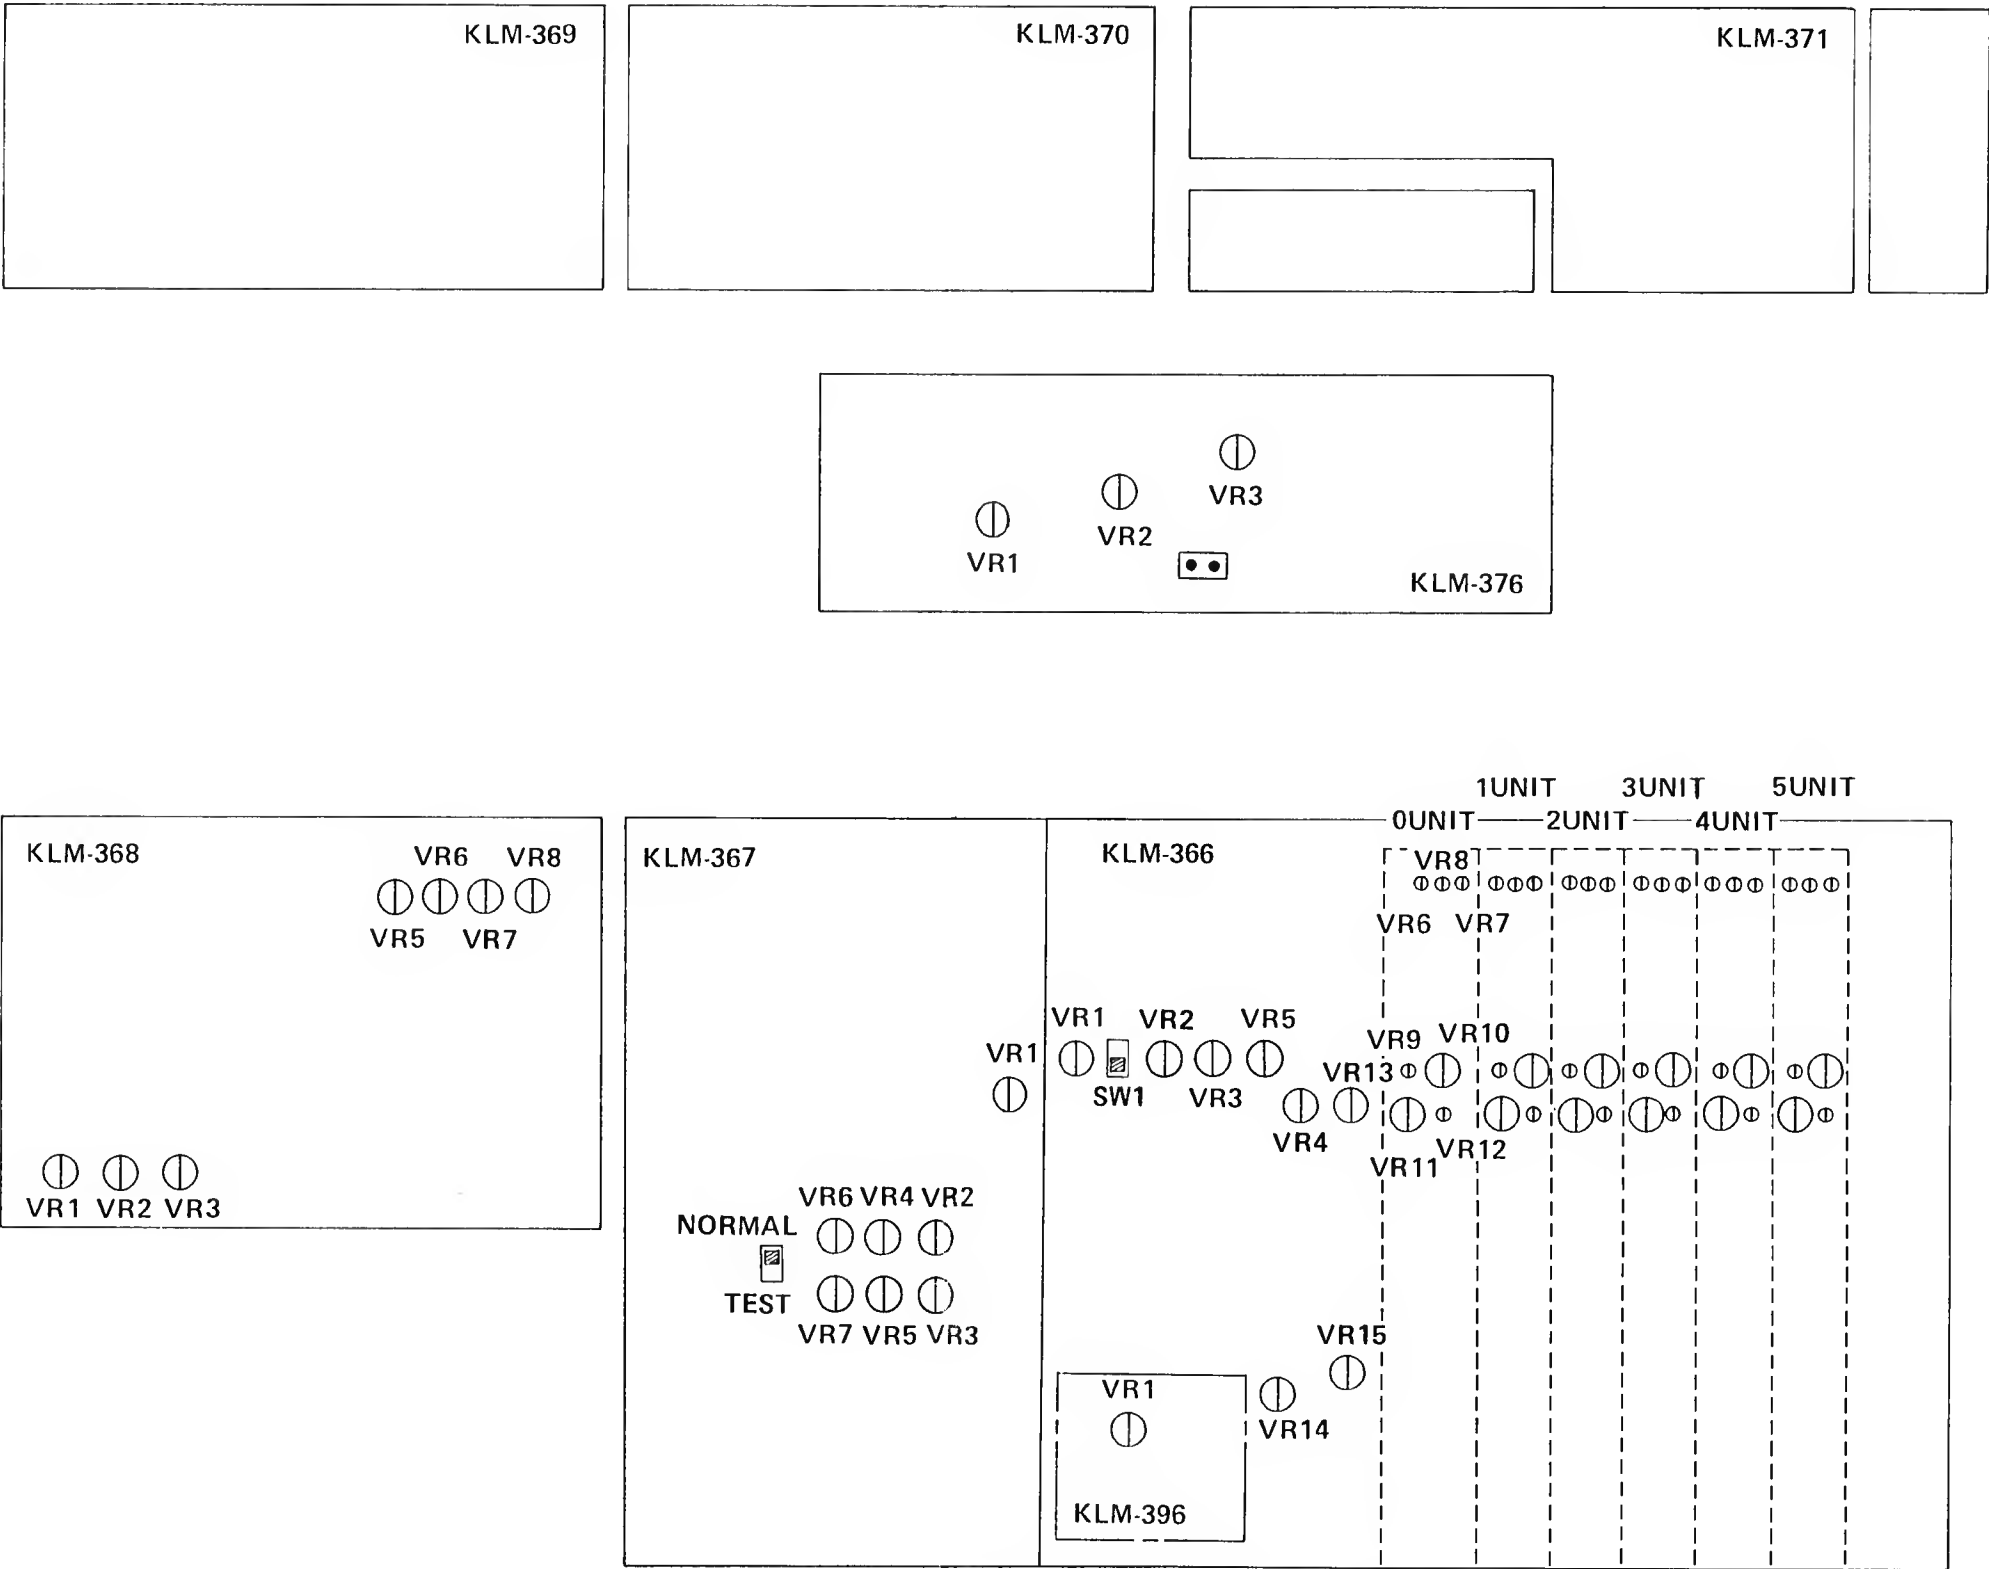 KLM-369 KLM-370 KLM-371
VR3
VR2
VR1
KLM-376
1UNIT 3UNIT 5UNIT
0UNIT 2UNIT 4UNIT
KLM-368 VR6 VR8
VR5 VR7
VR1 VR2 VR3
KLM-367
VR1
VR6 VR4 VR2
NORMAL
TEST
VR7 VR5 VR3
KLM-366
VR8
VR6 VR7
VR1 VR2 VR5
SW1 VR3
VR9 VR10
VR13
VR4
VR11 VR12
VR15
VR14
VR1
KLM-396